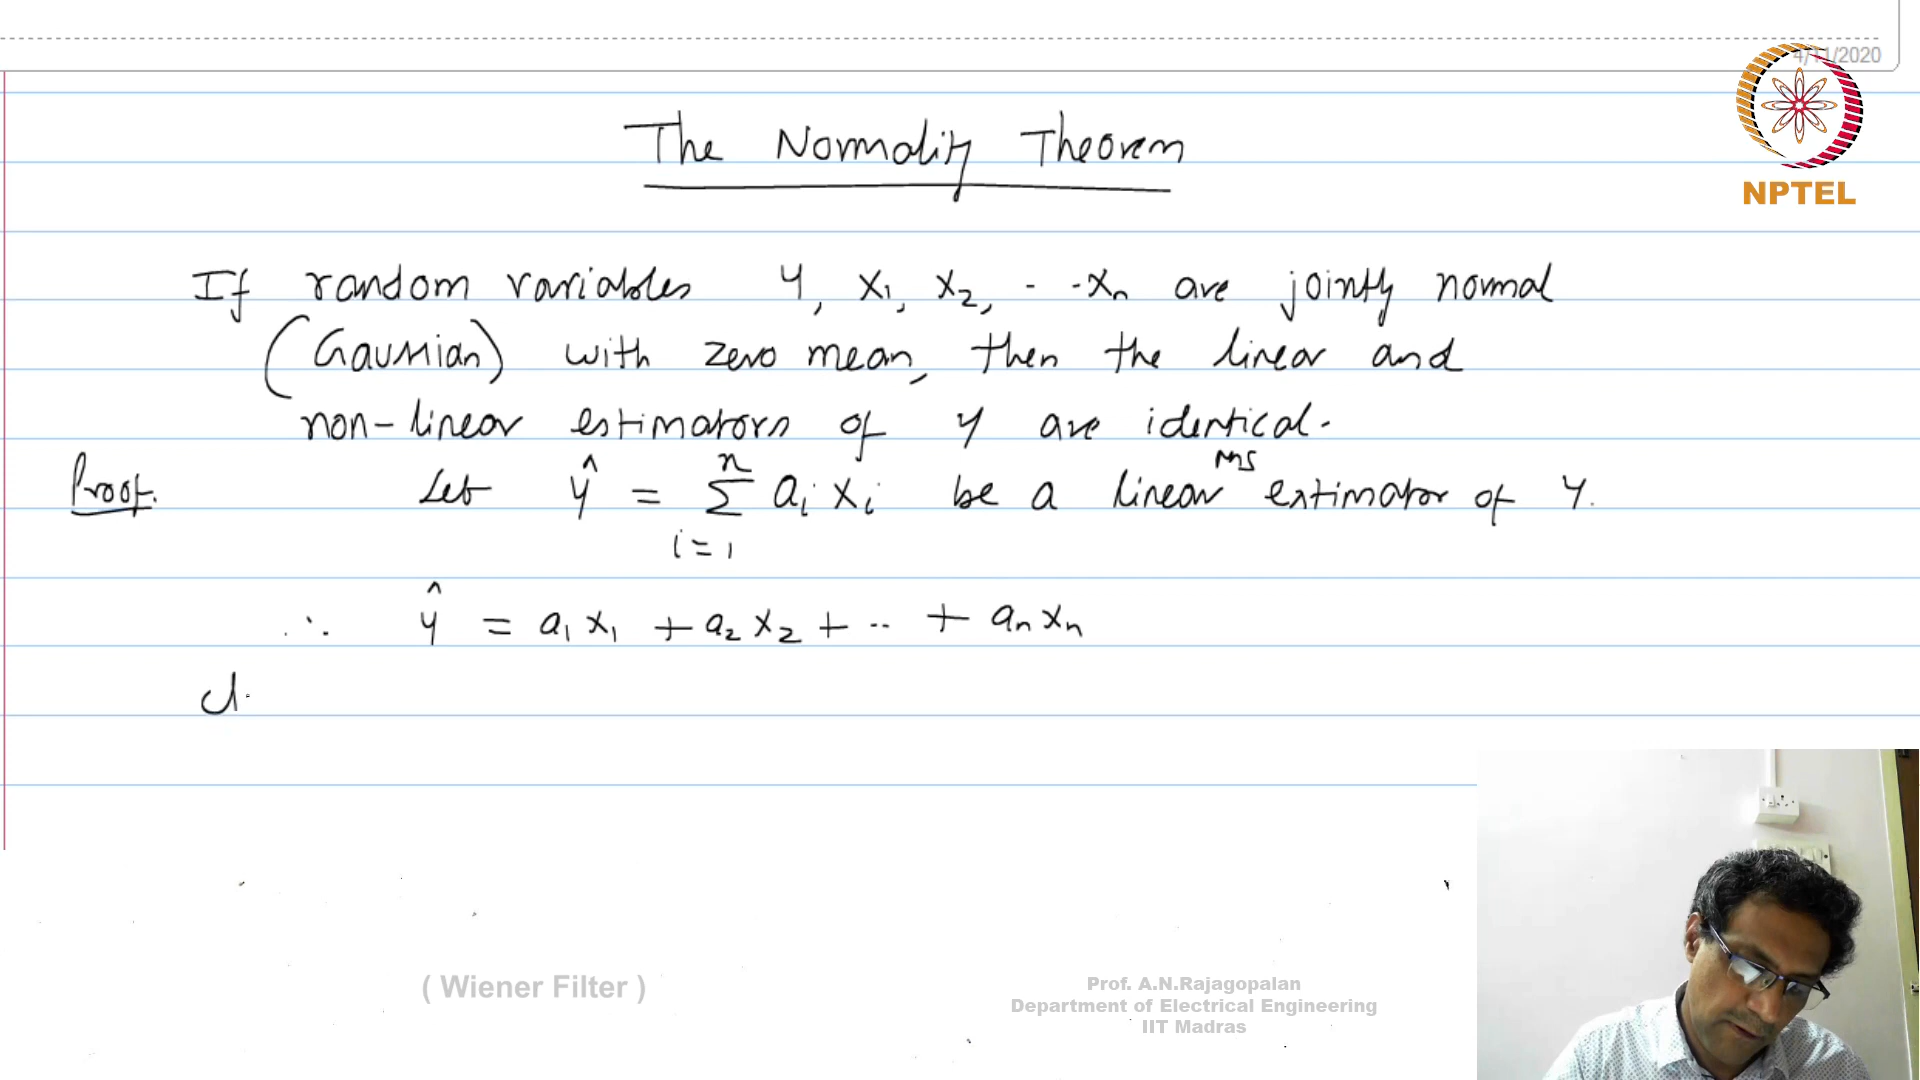 4/11/2020
The Normality Theorem
NPTEL
If random variables y, x1, x2, - - xn are jointly normal
(Gaussian) with zero mean, then the linear and
non-linear estimators of y are identical.
Proof. Let ŷ = Σ_{i=1}^{n} ai xi be a linear MS estimator of y.
∴ ŷ = a1 x1 + a2 x2 + .. + an xn
( Wiener Filter )
Prof. A.N.Rajagopalan
Department of Electrical Engineering
IIT Madras